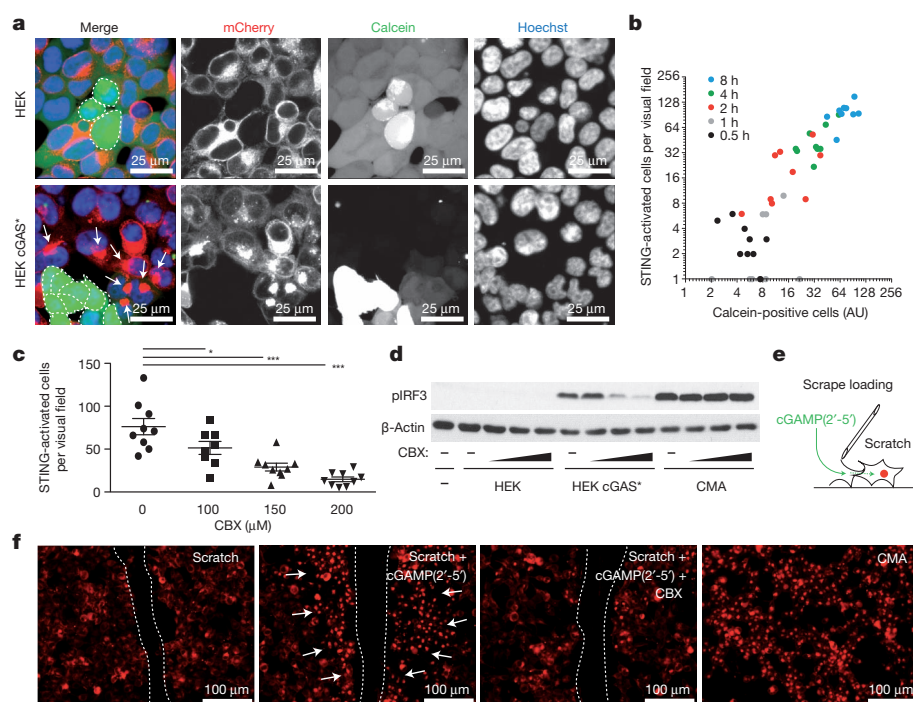 a
Merge
mCherry
Calcein
Hoechst
HEK
25 μm
25 μm
25 μm
25 μm
HEK cGAS*
25 μm
25 μm
25 μm
25 μm
b
STING-activated cells per visual field
256
128
64
32
16
8
4
2
1
8 h
4 h
2 h
1 h
0.5 h
1 2 4 8 16 32 64 128 256
Calcein-positive cells (AU)
c
STING-activated cells
per visual field
150
100
50
0
*
***
***
0 100 150 200
CBX (μM)
d
pIRF3
β-Actin
CBX: – – – –
– HEK HEK cGAS* CMA
e
Scrape loading
cGAMP(2′-5′)
Scratch
f
Scratch
100 μm
Scratch +
cGAMP(2′-5′)
100 μm
Scratch +
cGAMP(2′-5′) +
CBX
100 μm
CMA
100 μm